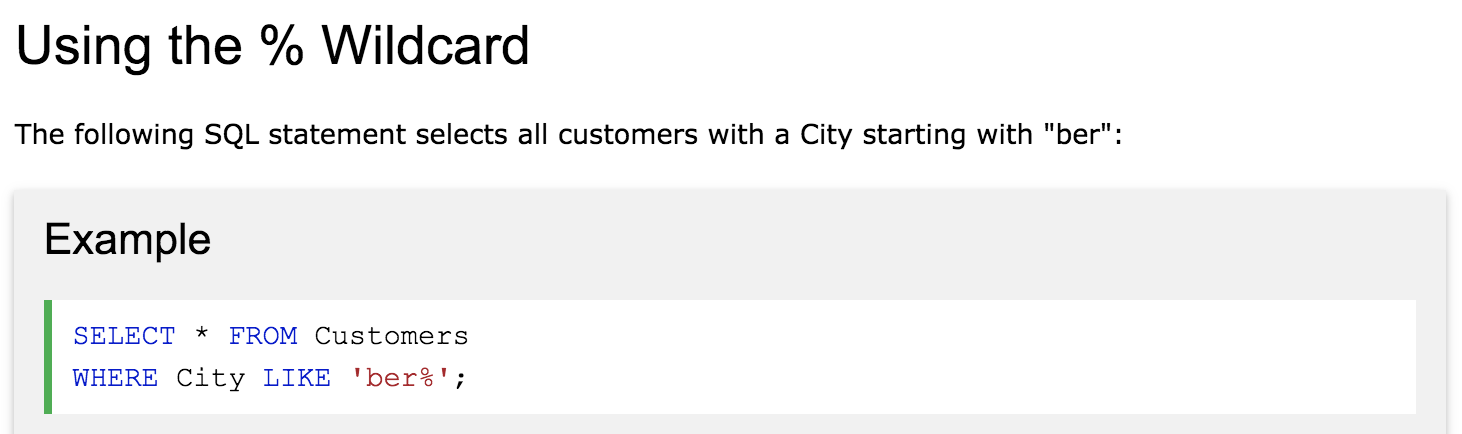 Using the % Wildcard
The following SQL statement selects all customers with a City starting with "ber":
Example
SELECT * FROM Customers
WHERE City LIKE 'ber%';